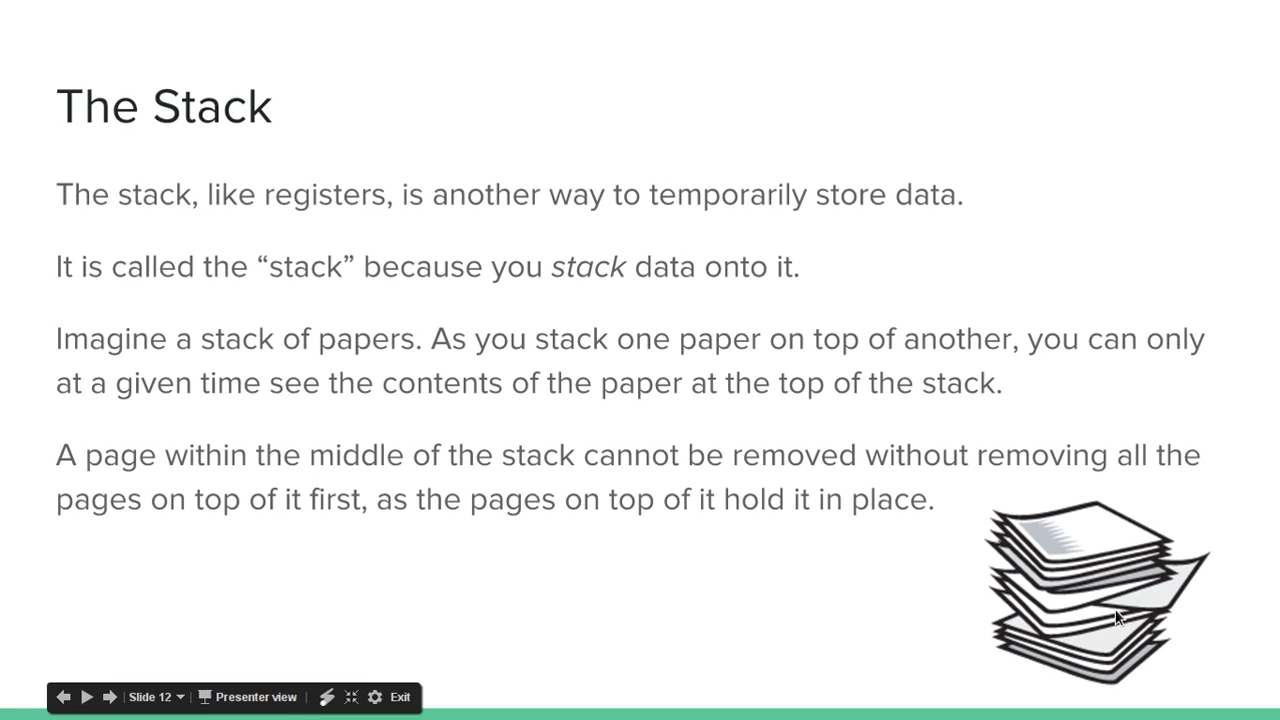 The Stack
The stack, like registers, is another way to temporarily store data.
It is called the “stack” because you stack data onto it.
Imagine a stack of papers. As you stack one paper on top of another, you can only
at a given time see the contents of the paper at the top of the stack.
A page within the middle of the stack cannot be removed without removing all the
pages on top of it first, as the pages on top of it hold it in place.
Slide 12 Presenter view Exit